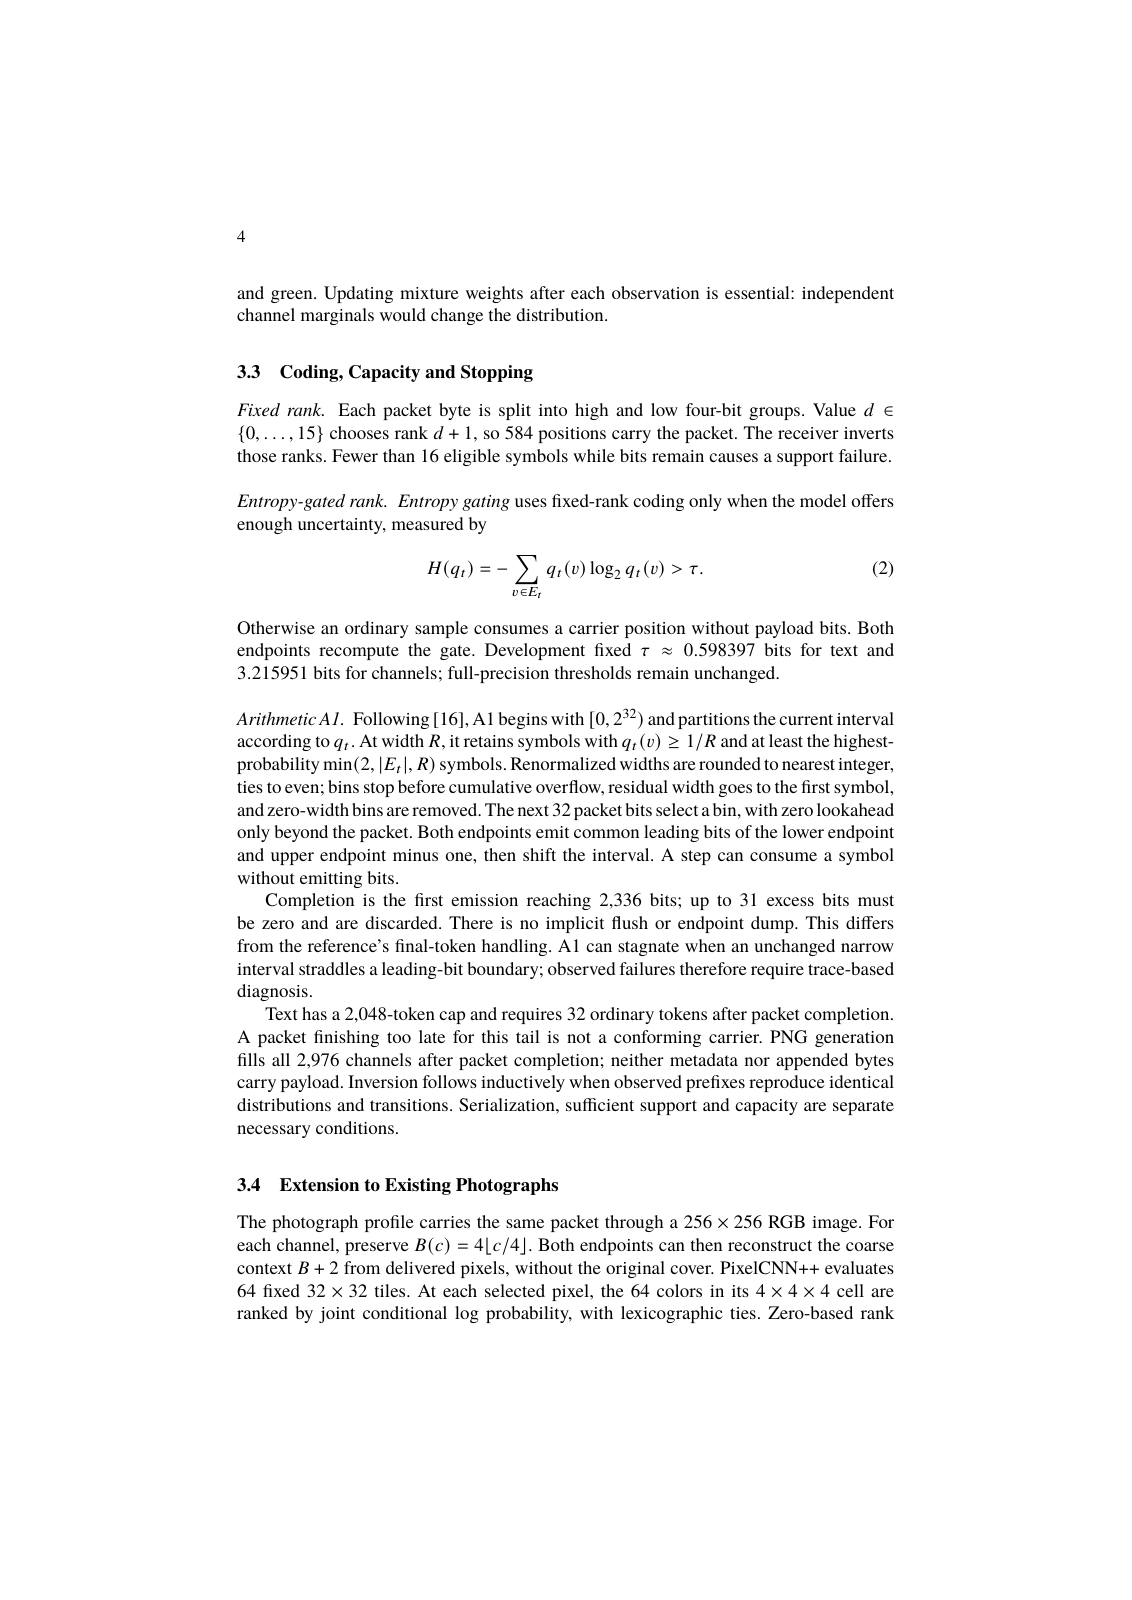 4
and green. Updating mixture weights after each observation is essential: independent
channel marginals would change the distribution.
3.3 Coding, Capacity and Stopping
Fixed rank. Each packet byte is split into high and low four-bit groups. Value d ∈
{0, . . . , 15} chooses rank d + 1, so 584 positions carry the packet. The receiver inverts
those ranks. Fewer than 16 eligible symbols while bits remain causes a support failure.
Entropy-gated rank. Entropy gating uses fixed-rank coding only when the model offers
enough uncertainty, measured by
H(qₜ) = − ∑_{v∈Eₜ} qₜ(v) log₂ qₜ(v) > τ. (2)
Otherwise an ordinary sample consumes a carrier position without payload bits. Both
endpoints recompute the gate. Development fixed τ ≈ 0.598397 bits for text and
3.215951 bits for channels; full-precision thresholds remain unchanged.
Arithmetic A1. Following [16], A1 begins with [0, 2³²) and partitions the current interval
according to qₜ. At width R, it retains symbols with qₜ(v) ≥ 1/R and at least the highest-
probability min(2, |Eₜ|, R) symbols. Renormalized widths are rounded to nearest integer,
ties to even; bins stop before cumulative overflow, residual width goes to the first symbol,
and zero-width bins are removed. The next 32 packet bits select a bin, with zero lookahead
only beyond the packet. Both endpoints emit common leading bits of the lower endpoint
and upper endpoint minus one, then shift the interval. A step can consume a symbol
without emitting bits.
Completion is the first emission reaching 2,336 bits; up to 31 excess bits must
be zero and are discarded. There is no implicit flush or endpoint dump. This differs
from the reference's final-token handling. A1 can stagnate when an unchanged narrow
interval straddles a leading-bit boundary; observed failures therefore require trace-based
diagnosis.
Text has a 2,048-token cap and requires 32 ordinary tokens after packet completion.
A packet finishing too late for this tail is not a conforming carrier. PNG generation
fills all 2,976 channels after packet completion; neither metadata nor appended bytes
carry payload. Inversion follows inductively when observed prefixes reproduce identical
distributions and transitions. Serialization, sufficient support and capacity are separate
necessary conditions.
3.4 Extension to Existing Photographs
The photograph profile carries the same packet through a 256 × 256 RGB image. For
each channel, preserve B(c) = 4⌊c/4⌋. Both endpoints can then reconstruct the coarse
context B + 2 from delivered pixels, without the original cover. PixelCNN++ evaluates
64 fixed 32 × 32 tiles. At each selected pixel, the 64 colors in its 4 × 4 × 4 cell are
ranked by joint conditional log probability, with lexicographic ties. Zero-based rank